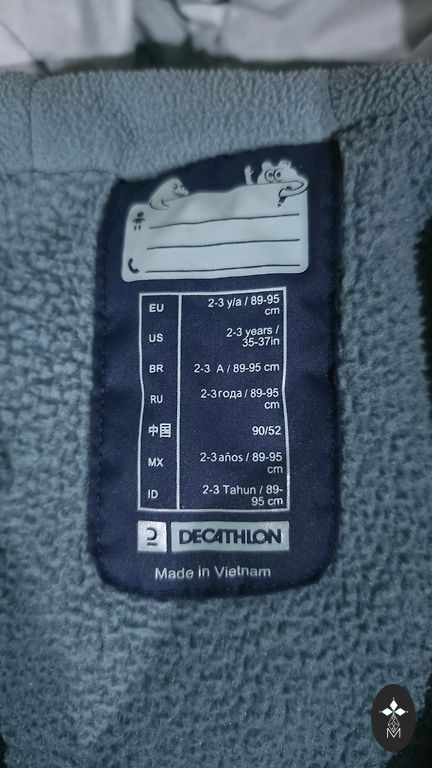 EU 2-3 y/a / 89-95
cm
US 2-3 years /
35-37in
BR 2-3 A / 89-95 cm
RU 2-3 года / 89-95
cm
中国 90/52
MX 2-3 años / 89-95
cm
ID 2-3 Tahun / 89-
95 cm
DECATHLON
Made in Vietnam
M